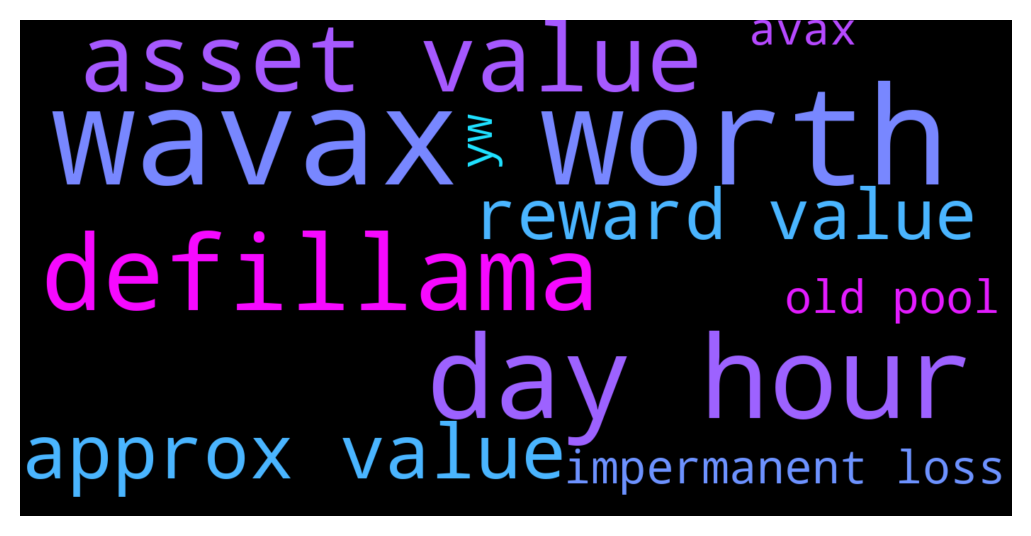 avax
asset value
wavax worth
yw
reward value
defillama
old pool
day hour
approx value
impermanent loss